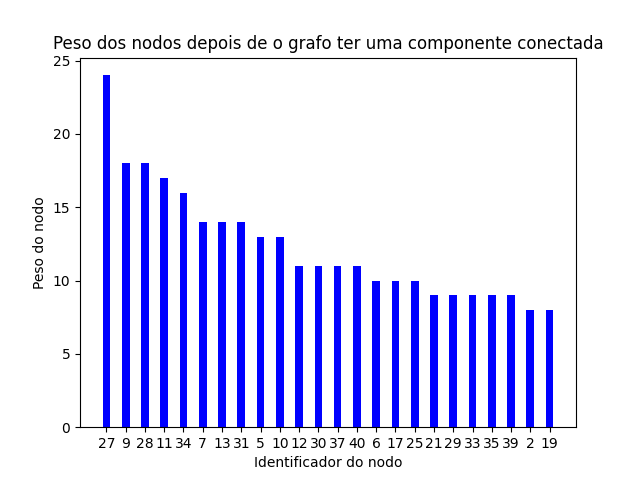 Peso dos nodos depois de o grafo ter uma componente conectada
25
20
15
10
5
0
Peso do nodo
27 9 28 11 34 7 13 31 5 10 12 30 37 40 6 17 25 21 29 33 35 39 2 19
Identificador do nodo